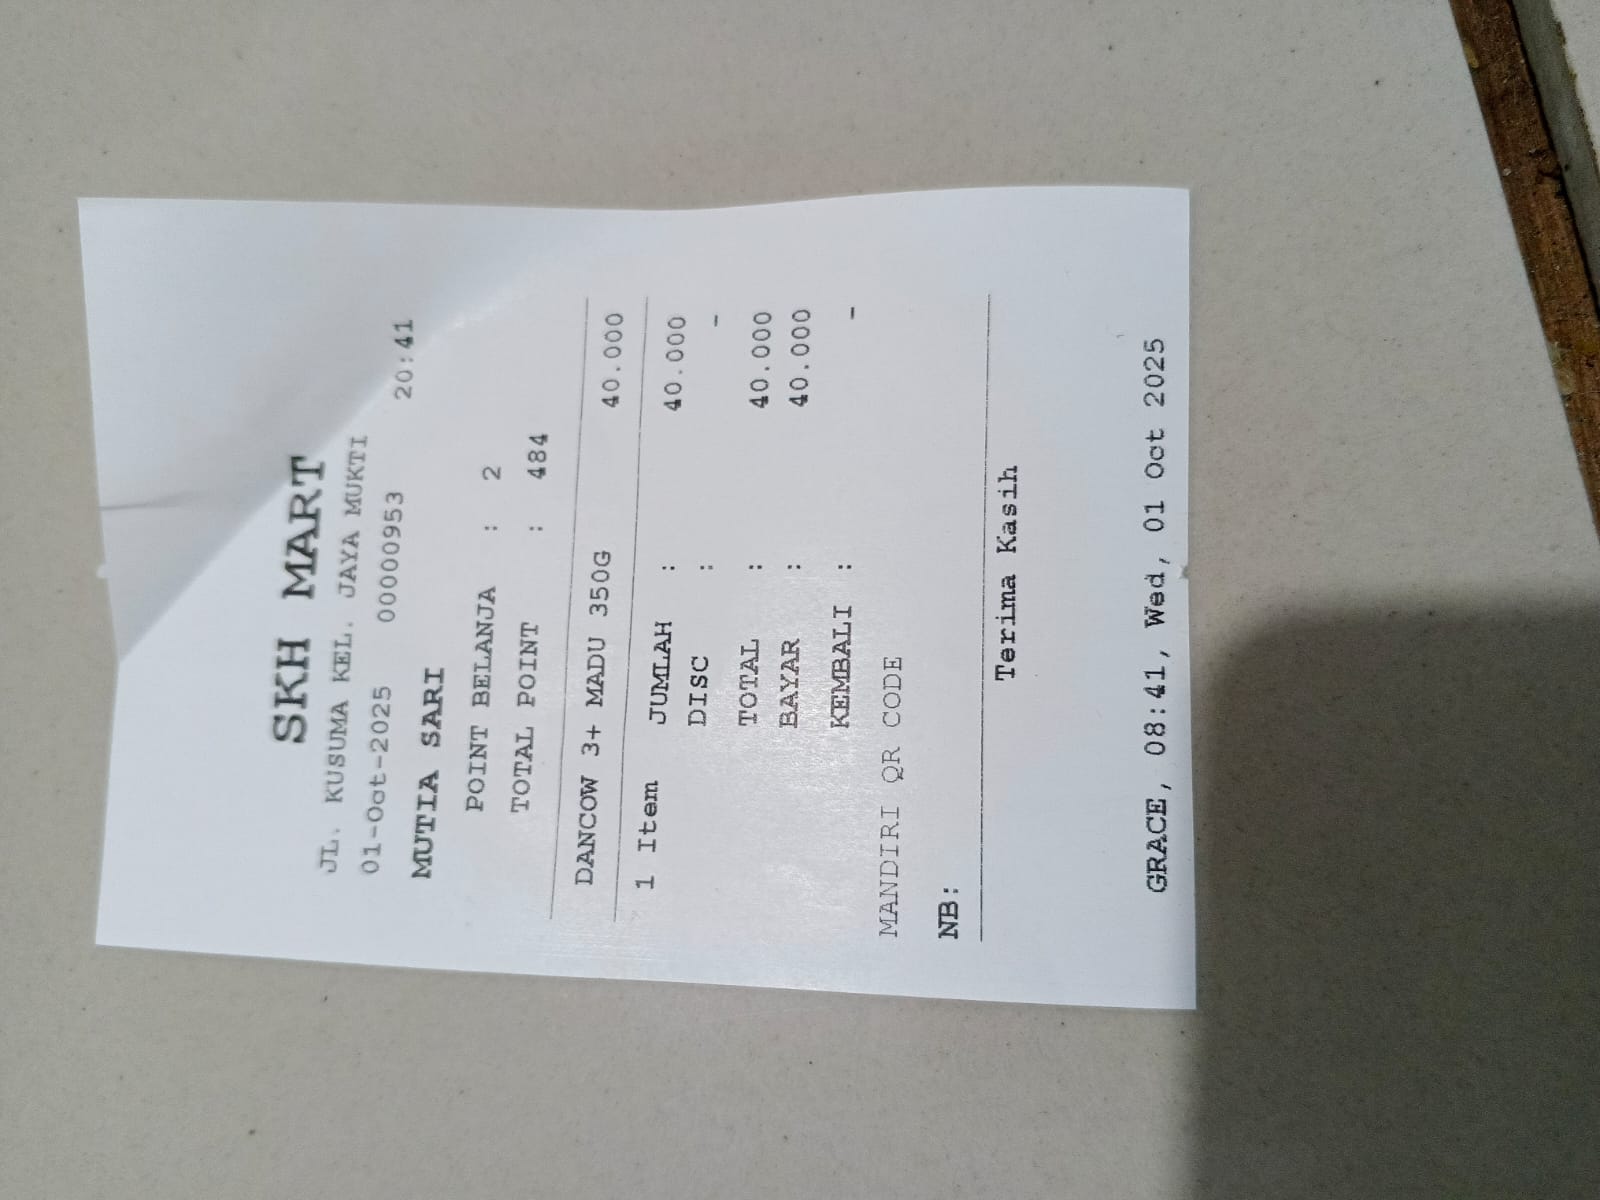 SKH MART
JL. KUSUMA KEL. JAYA MUKTI
01-Oct-2025 00000953 20:41
MUTIA SARI
POINT BELANJA : 2
TOTAL POINT : 484
DANCOW 3+ MADU 350G 40.000
1 Item JUMLAH : 40.000
DISC : -
TOTAL : 40.000
BAYAR : 40.000
KEMBALI : -
MANDIRI QR CODE
NB:
Terima Kasih
GRACE, 08:41, Wed, 01 Oct 2025